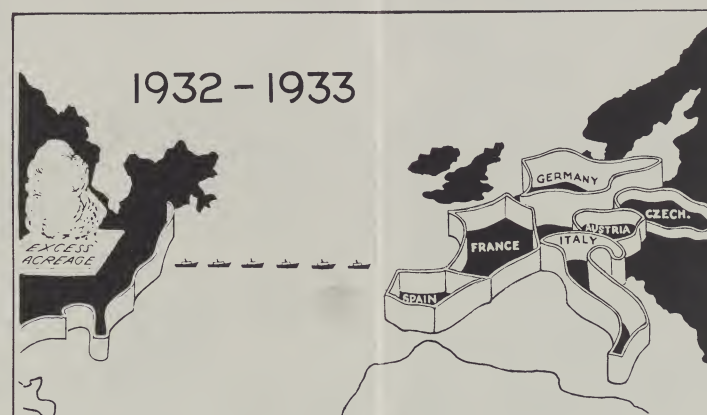 1932-1933
GERMANY
CZECH.
AUSTRIA
FRANCE
ITALY
EXCESS
ACREAGE
SPAIN